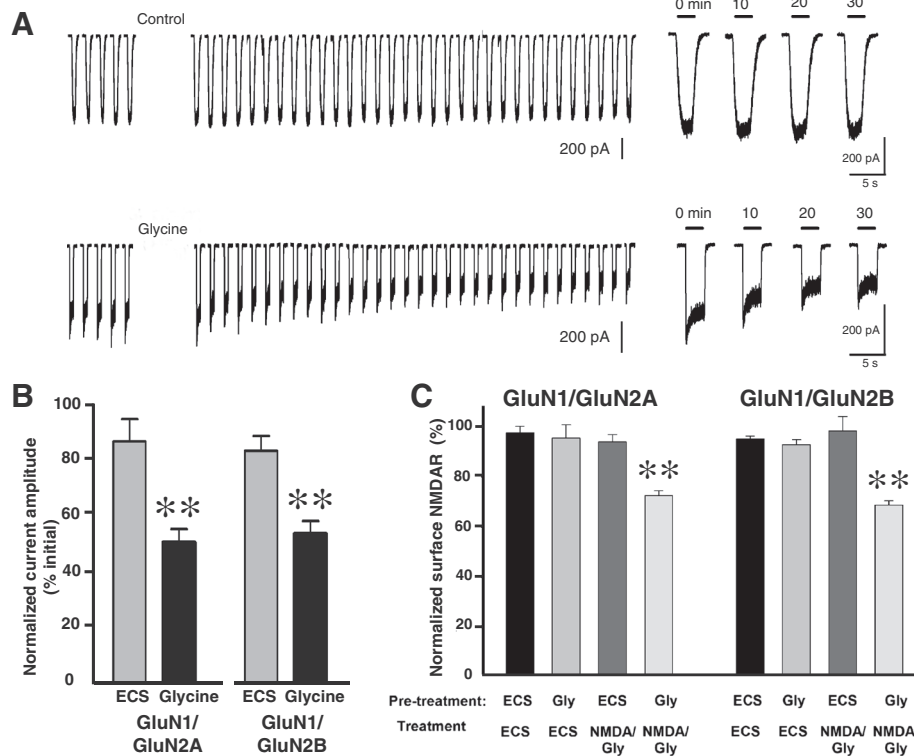 A
Control
0 min 10 20 30
200 pA
200 pA
5 s
Glycine
0 min 10 20 30
200 pA
200 pA
5 s
B
Normalized current amplitude
(% initial)
100
80
60
40
20
0
**
**
ECS Glycine ECS Glycine
GluN1/
GluN2A
GluN1/
GluN2B
C
GluN1/GluN2A GluN1/GluN2B
Normalized surface NMDAR (%)
100
80
60
40
20
0
**
**
Pre-treatment: ECS Gly ECS Gly ECS Gly ECS Gly
Treatment ECS ECS NMDA/ NMDA/ ECS ECS NMDA/ NMDA/
Gly Gly Gly Gly